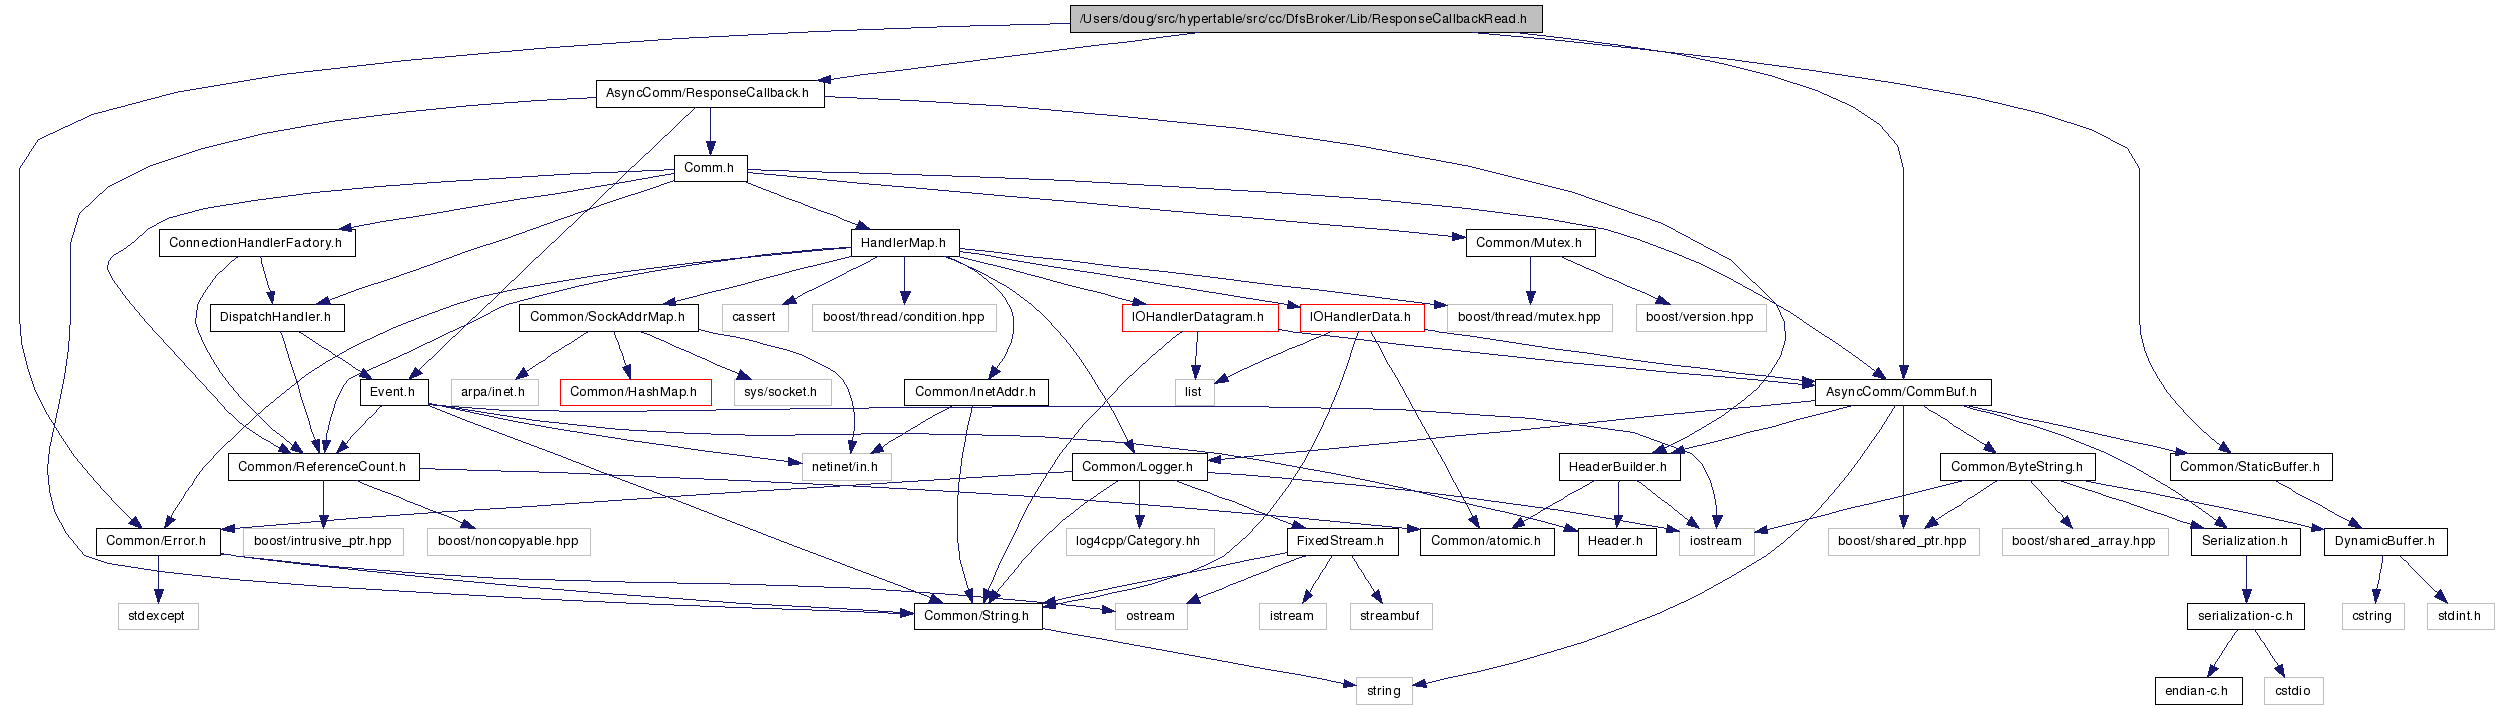 /Users/doug/src/hypertable/src/cc/DfsBroker/Lib/ResponseCallbackRead.h
AsyncComm/ResponseCallback.h
Comm.h
ConnectionHandlerFactory.h
HandlerMap.h
Common/Mutex.h
DispatchHandler.h
Common/SockAddrMap.h
cassert
boost/thread/condition.hpp
IOHandlerDatagram.h
IOHandlerData.h
boost/thread/mutex.hpp
boost/version.hpp
Event.h
arpa/inet.h
Common/HashMap.h
sys/socket.h
Common/InetAddr.h
list
AsyncComm/CommBuf.h
Common/ReferenceCount.h
netinet/in.h
Common/Logger.h
HeaderBuilder.h
Common/ByteString.h
Common/StaticBuffer.h
Common/Error.h
boost/intrusive_ptr.hpp
boost/noncopyable.hpp
log4cpp/Category.hh
FixedStream.h
Common/atomic.h
Header.h
iostream
boost/shared_ptr.hpp
boost/shared_array.hpp
Serialization.h
DynamicBuffer.h
stdexcept
Common/String.h
ostream
istream
streambuf
serialization-c.h
cstring
stdint.h
string
endian-c.h
cstdio